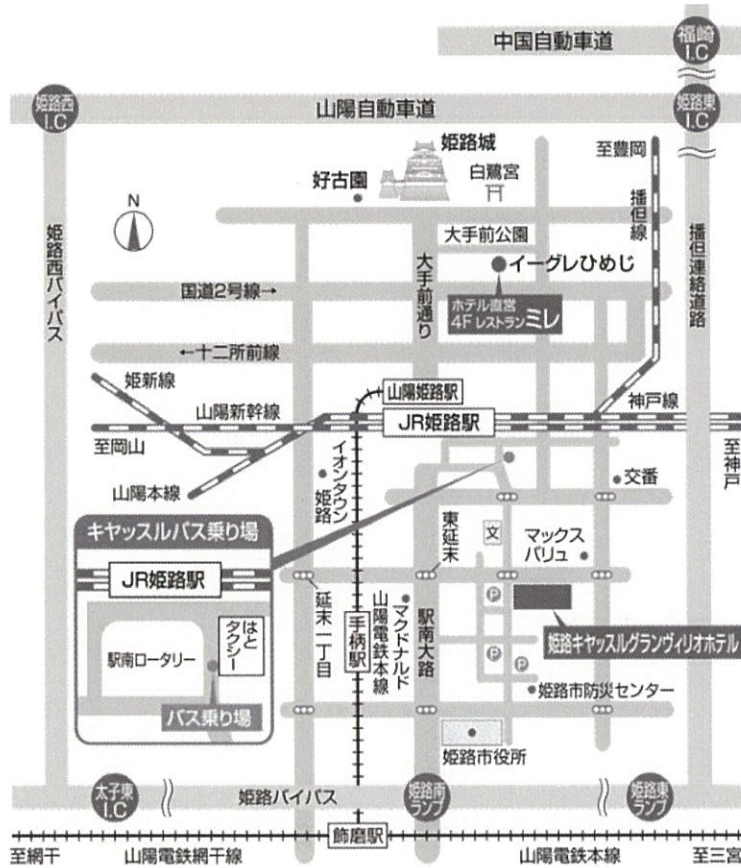 中国自動車道
福崎
I.C
姫路西
I.C
山陽自動車道
姫路東
I.C
姫路城
至豊岡
白鷺宮
好古園
播但線
N
大手前公園
姫路西バイパス
大手前通り
イーグレひめじ
播但連絡道路
国道2号線→
ホテル直営
4F レストラン ミレ
←十二所前線
姫新線
山陽姫路駅
山陽新幹線
JR姫路駅
神戸線
至岡山
至神戸
山陽本線
イオンタウン
姫路
交番
キヤッスルバス乗り場
東延末
文
マックス
バリュ
JR姫路駅
はと
タクシー
駅南ロータリー
バス乗り場
延末一丁目
手柄駅
山陽電鉄本線
マクドナルド
駅南大路
P
P
P
姫路キヤッスルグランヴィリオホテル
姫路市防災センター
姫路市役所
太子東
I.C
姫路バイパス
姫路南
ランプ
姫路東
ランプ
飾磨駅
至網干
山陽電鉄網干線
山陽電鉄本線
至三宮